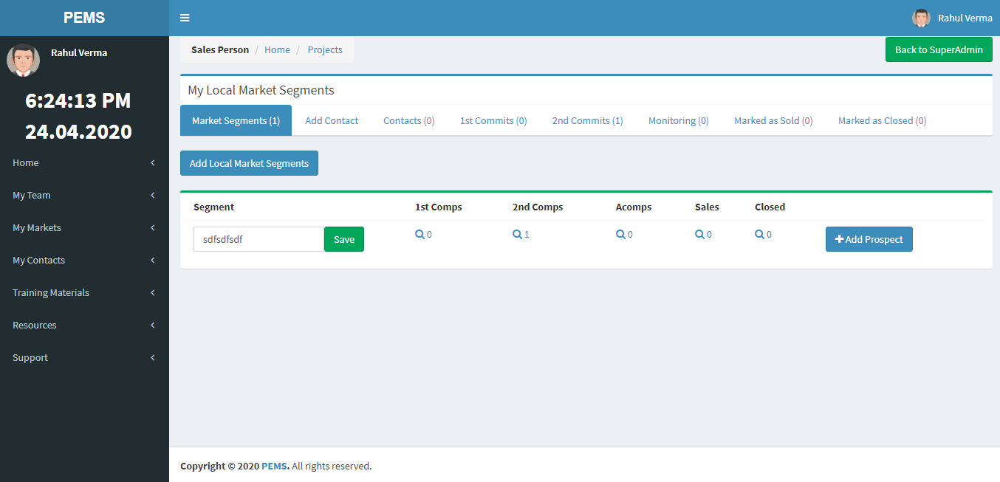 PEMS
Rahul Verma
Rahul Verma
6:24:13 PM
24.04.2020
Home
My Team
My Markets
My Contacts
Training Materials
Resources
Support
Sales Person / Home / Projects
Back to SuperAdmin
My Local Market Segments
Market Segments (1) Add Contact Contacts (0) 1st Commits (0) 2nd Commits (1) Monitoring (0) Marked as Sold (0) Marked as Closed (0)
Add Local Market Segments
Segment 1st Comps 2nd Comps Acomps Sales Closed
sdfsdfsdf Save 0 1 0 0 0 Add Prospect
Copyright © 2020 PEMS. All rights reserved.